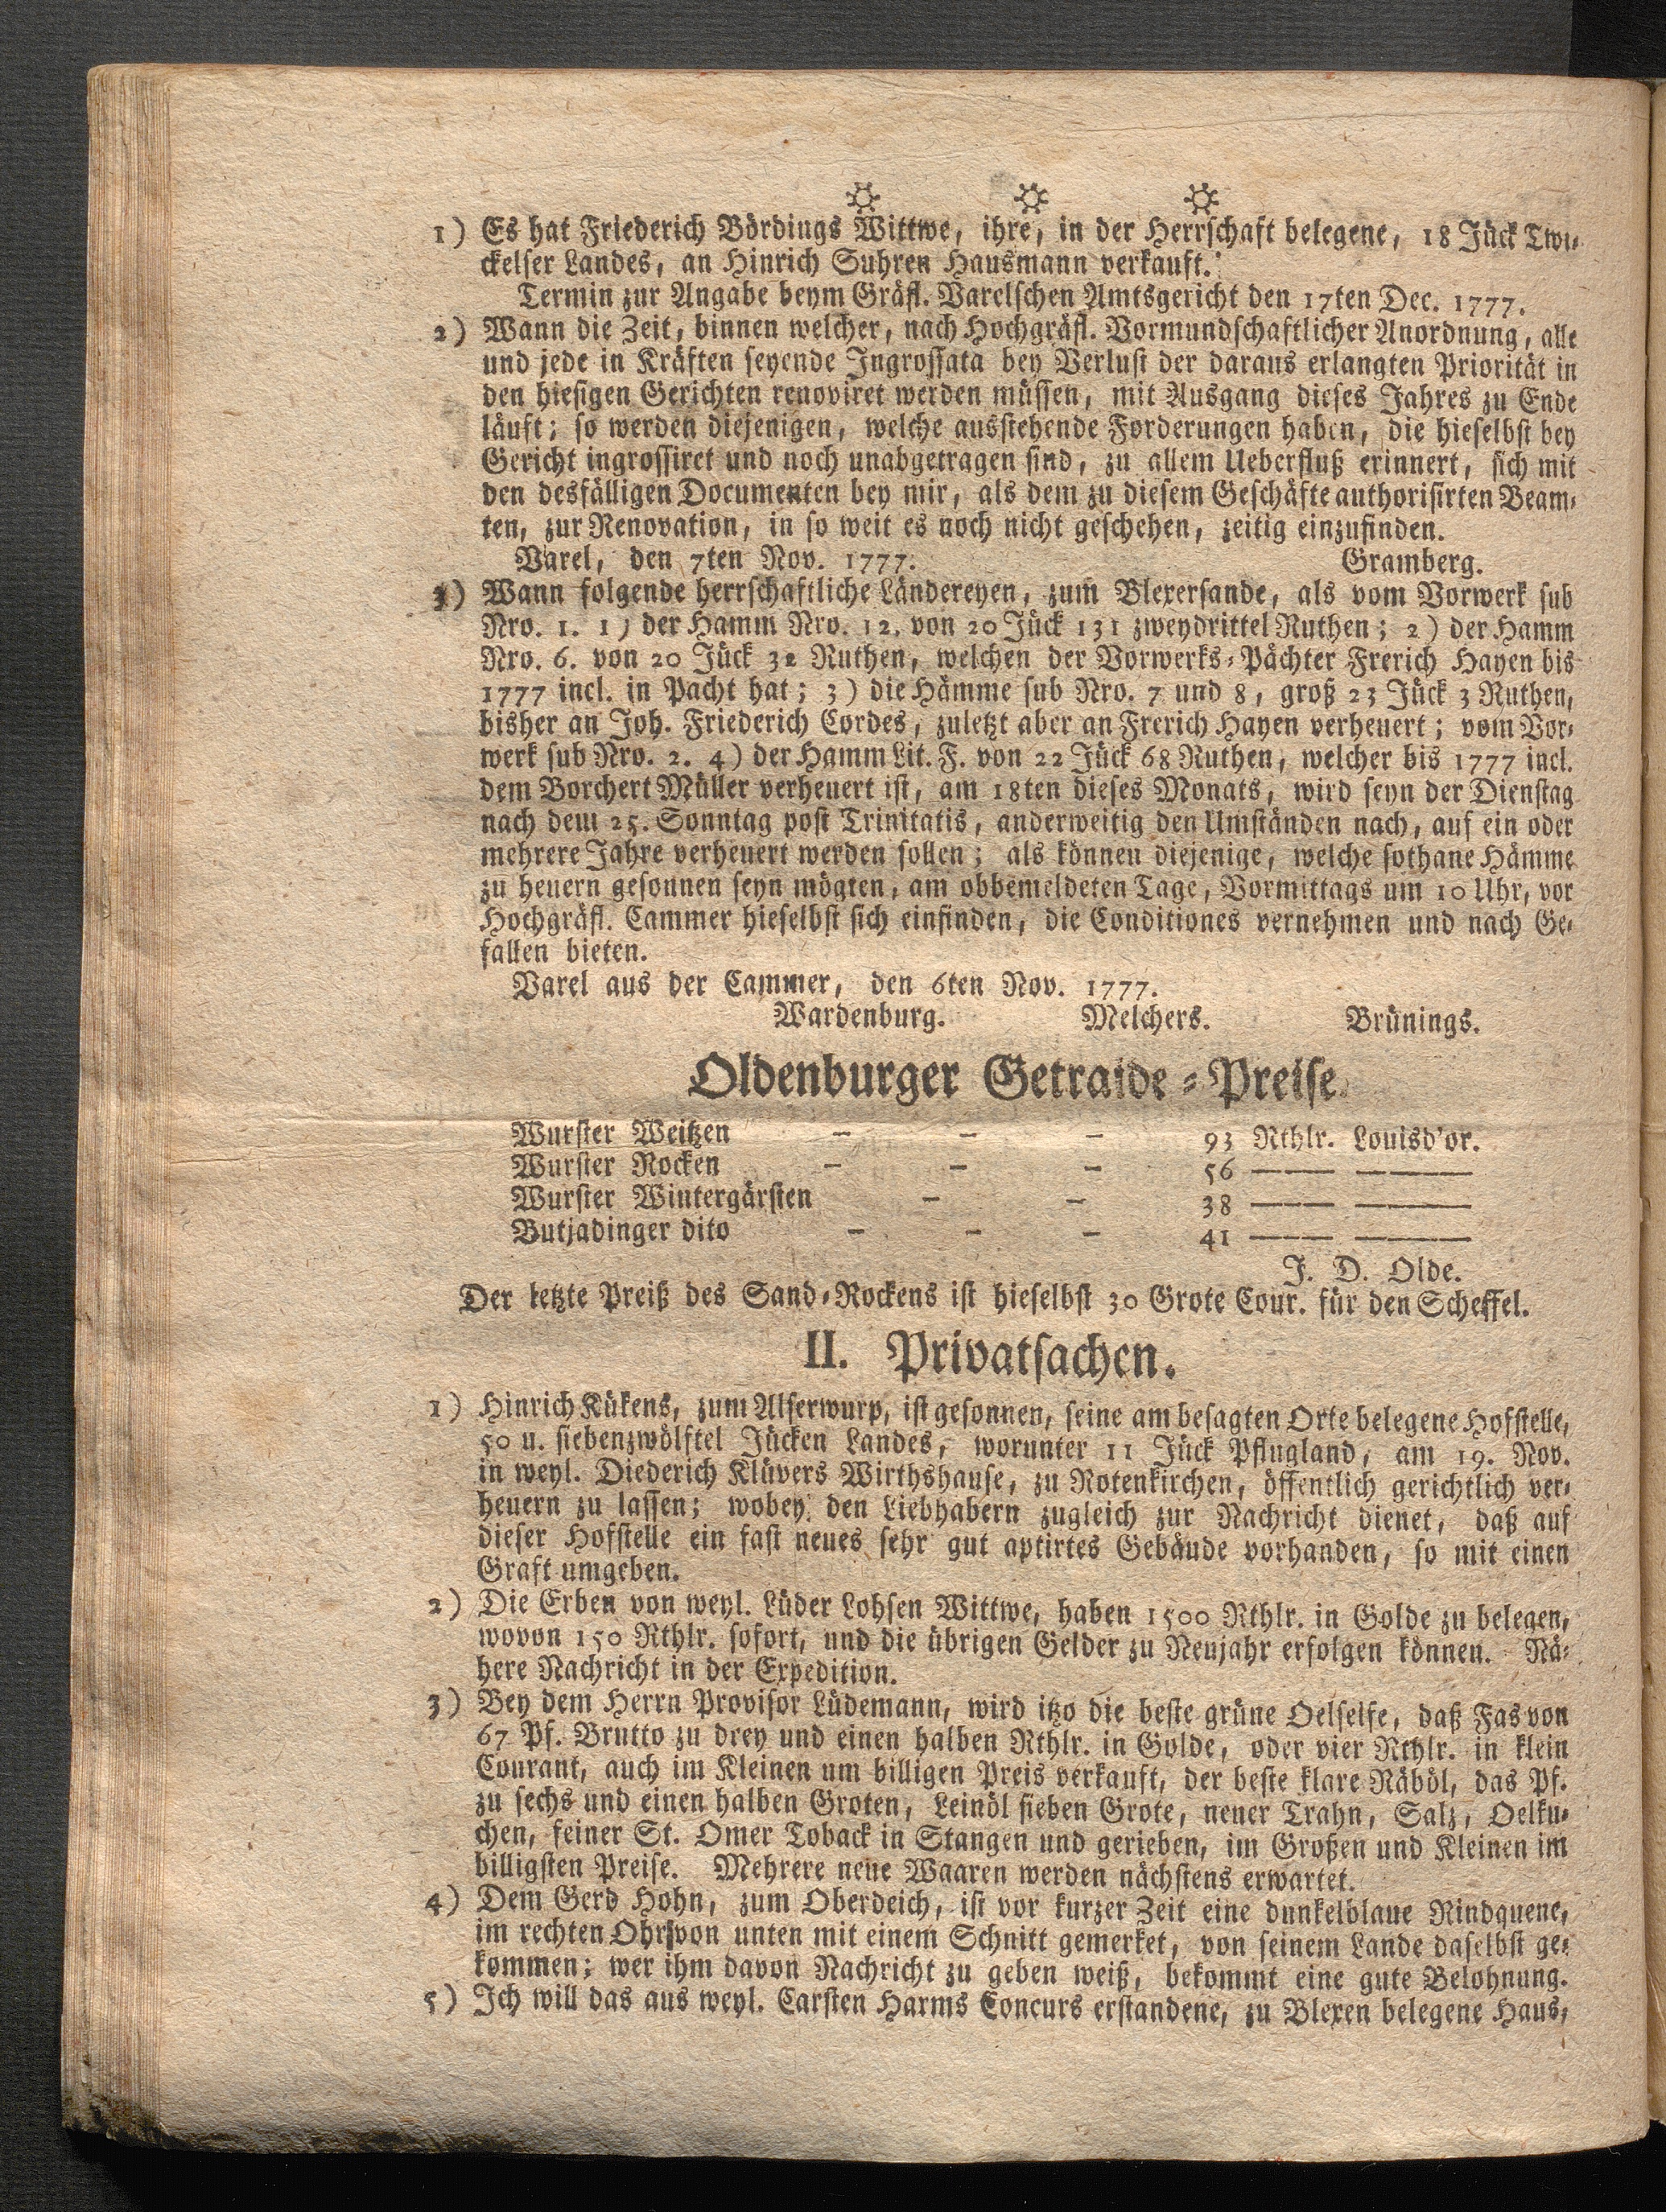 1) Es hat Friederich Bördings Wittwe, ihre, in der Herrschaft belegene, 18 Jück Twi-
ckelser Landes, an Hinrich Suhren Hausmann verkauft.
Termin zur Angabe beym Gräfl. Varelschen Amtsgericht den 17ten Dec. 1777.
2) Wann die Zeit, binnen welcher, nach Hochgräfl. Vormundschaftlicher Anordnung, alle
und jede in Kräften seyende Ingrossata bey Verlust der daraus erlangten Priorität in
den hiesigen Gerichten renoviret werden müssen, mit Ausgang dieses Jahres zu Ende
läuft; so werden diejenigen, welche ausstehende Forderungen haben, die hieselbst bey
Gericht ingrossiret und noch unabgetragen sind, zu allem Ueberfluß erinnert, sich mit
den desfälligen Documenten bey mir, als dem zu diesem Geschäfte authorisirten Beam-
ten, zur Renovation, in so weit es noch nicht geschehen, zeitig einzufinden.
Varel, den 7ten Nov. 1777. Gramberg.
3) Wann folgende herrschaftliche Ländereyen, zum Blexersande, als vom Vorwerk sub
Nro. 1. 1) der Hamm Nro. 12. von 20 Jück 131 zweydrittel Ruthen; 2) der Hamm
Nro. 6. von 20 Jück 32 Ruthen, welchen der Vorwerks-Pächter Frerich Hayen bis
1777 incl. in Pacht hat; 3) die Hämme sub Nro. 7 und 8, groß 23 Jück 3 Ruthen,
bisher an Joh. Friederich Cordes, zuletzt aber an Frerich Hayen verheuert; vom Vor-
werk sub Nro. 2. 4) der Hamm Lit. F. von 22 Jück 68 Ruthen, welcher bis 1777 incl.
dem Borchert Müller verheuert ist, am 18ten dieses Monats, wird seyn der Dienstag
nach dem 25. Sonntag post Trinitatis, anderweitig den Umständen nach, auf ein oder
mehrere Jahre verheuert werden sollen; als können diejenige, welche sothane Hämme
zu heuern gesonnen seyn mögten, am obbemeldeten Tage, Vormittags um 10 Uhr, vor
Hochgräfl. Cammer hieselbst sich einfinden, die Conditiones vernehmen und nach Ge-
fallen bieten.
Varel aus der Cammer, den 6ten Nov. 1777.
Wardenburg. Melchers. Brünings.
Oldenburger Getraide-Preise.
Wurster Weitzen – – – 93 Rthlr. Louisd'or.
Wurster Rocken – – – 56 —— ——
Wurster Wintergärsten – – 38 —— ——
Butjadinger dito – – – 41 —— ——
J. D. Olde.
Der letzte Preiß des Sand-Rockens ist hieselbst 30 Grote Cour. für den Scheffel.
II. Privatsachen.
1) Hinrich Kükens, zum Alserwurp, ist gesonnen, seine am besagten Orte belegene Hofstelle,
50 u. siebenzwölftel Jücken Landes, worunter 11 Jück Pflugland, am 19. Nov.
in weyl. Diederich Klüvers Wirthshause, zu Rotenkirchen, öffentlich gerichtlich ver-
heuern zu lassen; wobey den Liebhabern zugleich zur Nachricht dienet, daß auf
dieser Hofstelle ein fast neues sehr gut aptirtes Gebäude vorhanden, so mit einen
Graft umgeben.
2) Die Erben von weyl. Lüder Lohsen Wittwe, haben 1500 Rthlr. in Golde zu belegen,
wovon 150 Rthlr. sofort, und die übrigen Gelder zu Neujahr erfolgen können. Nä-
here Nachricht in der Expedition.
3) Bey dem Herrn Provisor Lüdemann, wird itzo die beste grüne Oelseife, daß Fas von
67 Pf. Brutto zu drey und einen halben Rthlr. in Golde, oder vier Rthlr. in klein
Courant, auch im Kleinen um billigen Preis verkauft, der beste klare Räböl, das Pf.
zu sechs und einen halben Groten, Leinöl sieben Grote, neuer Trahn, Salz, Oelku-
chen, feiner St. Omer Toback in Stangen und gerieben, im Großen und Kleinen im
billigsten Preise. Mehrere neue Waaren werden nächstens erwartet.
4) Dem Gerd Hohn, zum Oberdeich, ist vor kurzer Zeit eine dunkelblaue Rindquene,
im rechten Ohr von unten mit einem Schnitt gemerket, von seinem Lande daselbst ge-
kommen; wer ihm davon Nachricht zu geben weiß, bekommt eine gute Belohnung.
5) Ich will das aus weyl. Carsten Harms Concurs erstandene, zu Blexen belegene Haus,